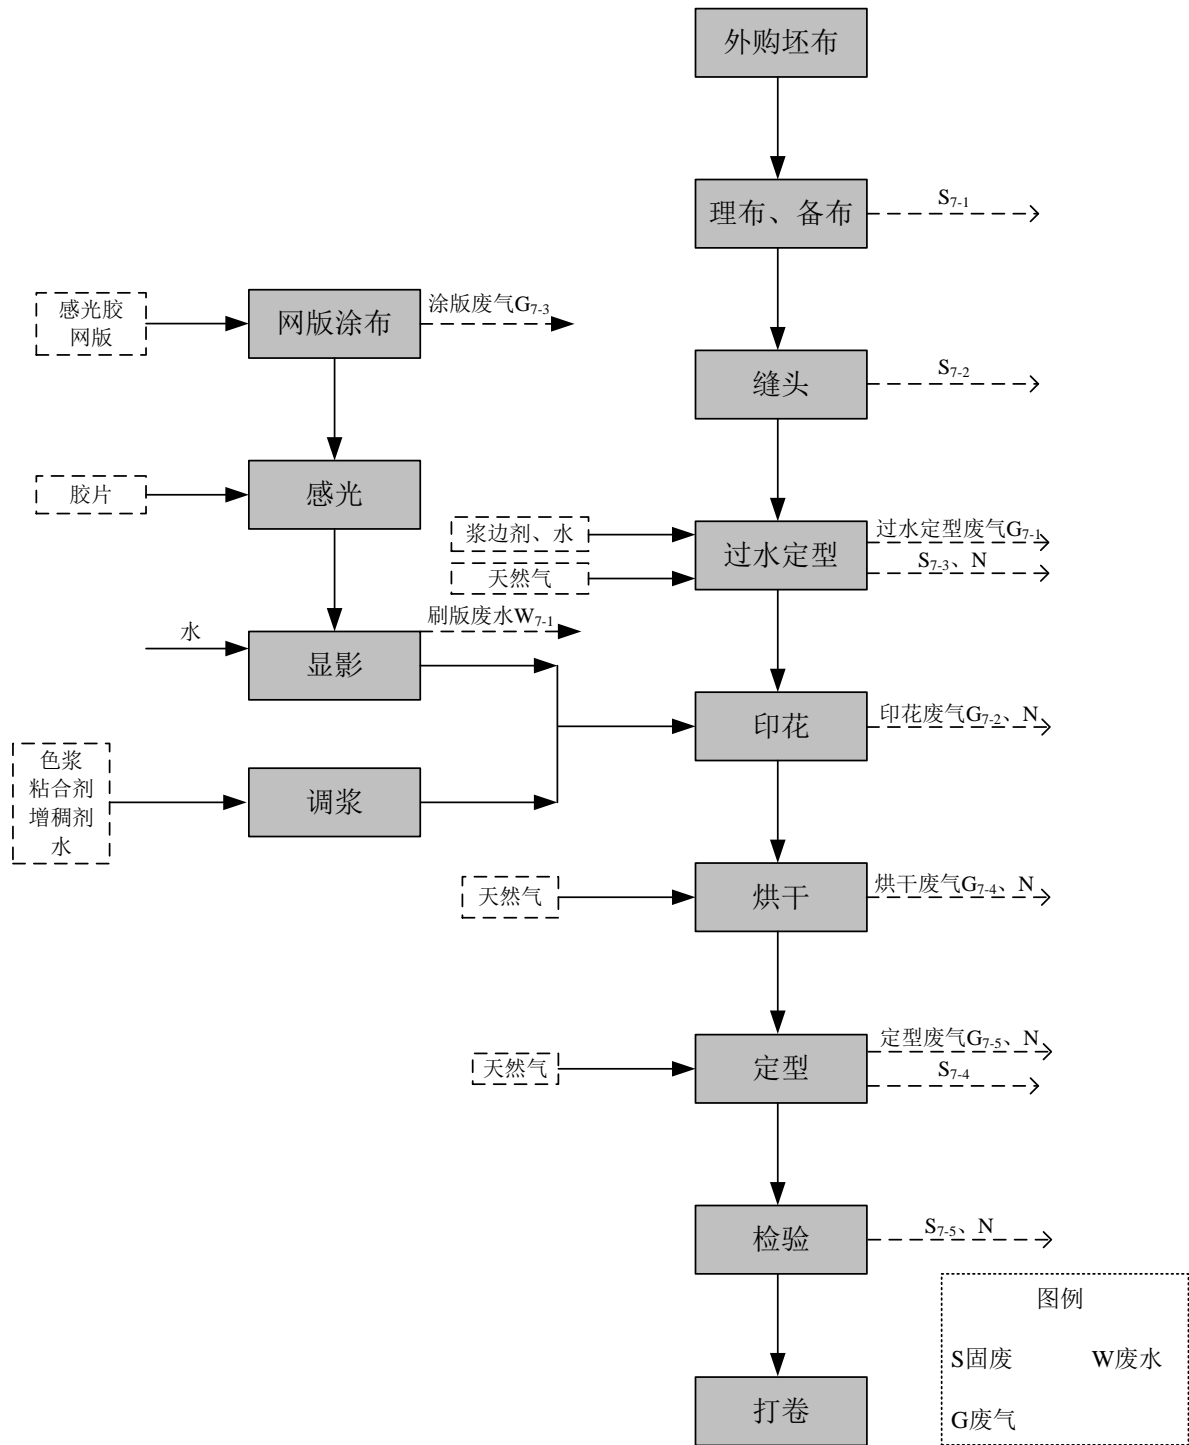 外购坯布
理布、备布
S7-1
感光胶
网版
网版涂布
涂版废气G7-3
缝头
S7-2
胶片
感光
浆边剂、水
天然气
过水定型
过水定型废气G7-1
S7-3、N
水
显影
刷版废水W7-1
印花
印花废气G7-2、N
色浆
粘合剂
增稠剂
水
调浆
天然气
烘干
烘干废气G7-4、N
天然气
定型
定型废气G7-5、N
S7-4
检验
S7-5、N
打卷
图例
S固废 W废水
G废气